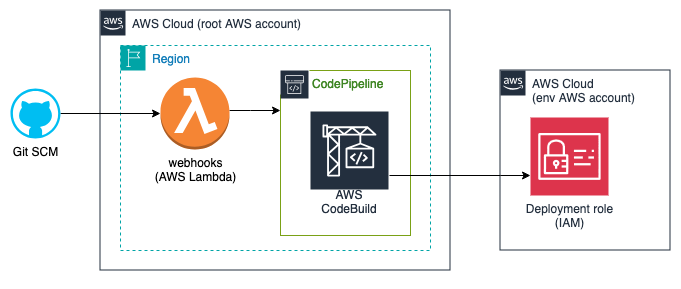 aws
AWS Cloud (root AWS account)
Region
CodePipeline
</>
Git SCM
webhooks
(AWS Lambda)
</>
AWS
CodeBuild
aws
AWS Cloud
(env AWS account)
Deployment role
(IAM)